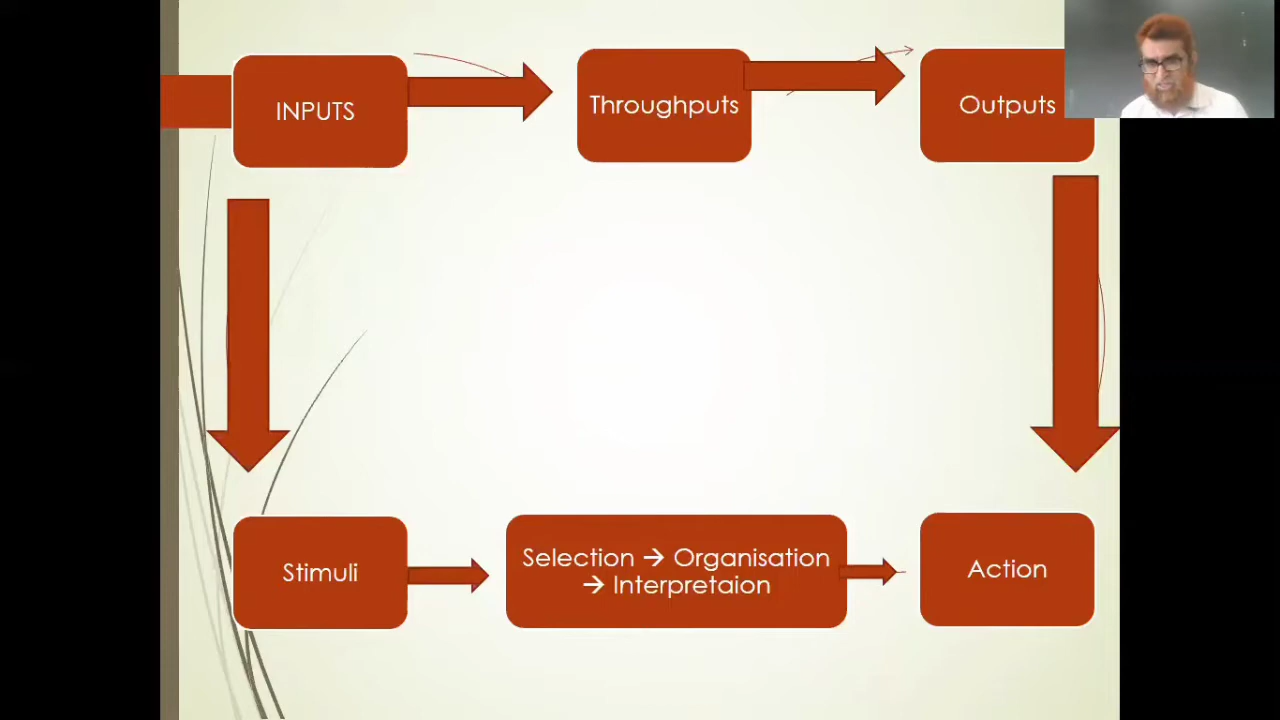 INPUTS
Throughputs
Outputs
Stimuli
Selection → Organisation
→ Interpretaion
Action